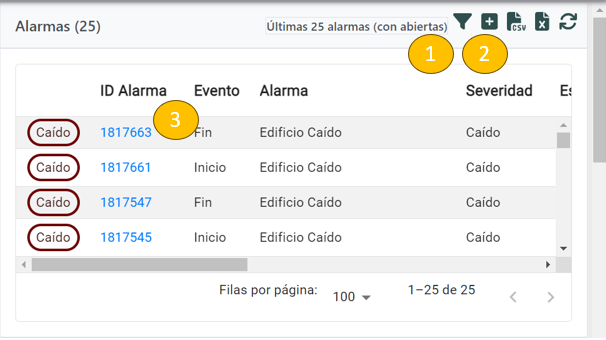 Alarmas (25)
Últimas 25 alarmas (con abiertas)
CSV
X
1
2
ID Alarma Evento Alarma Severidad Es
3
Caído 1817663 Fin Edificio Caído Caído
Caído 1817661 Inicio Edificio Caído Caído
Caído 1817547 Fin Edificio Caído Caído
Caído 1817545 Inicio Edificio Caído Caído
Filas por página: 100 1–25 de 25